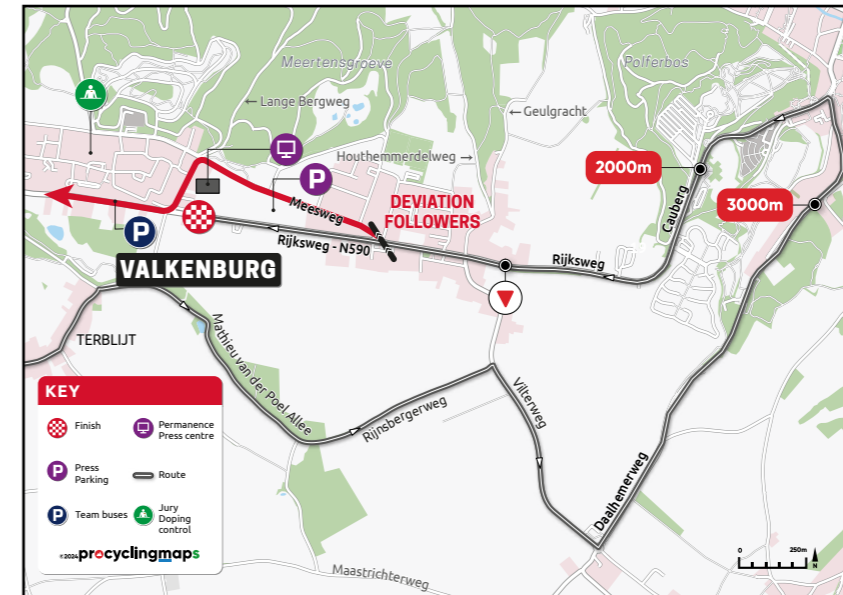 Meertensgroeve
Polferbos
← Lange Bergweg
← Geulgracht
Houthemmerdelweg →
2000m
3000m
P
DEVIATION
FOLLOWERS
Meesweg
Cauberg
P
Rijksweg - N590
Rijksweg
VALKENBURG
TERBLIJT
Mathieu van der Poel Allee
Rijnsbergerweg
Vilterweg
Daalhemerweg
Maastrichterweg
KEY
Finish
Permanence
Press centre
P
Press
Parking
Route
P
Team buses
Jury
Doping
control
©2024 procyclingmaps
0 250m
N